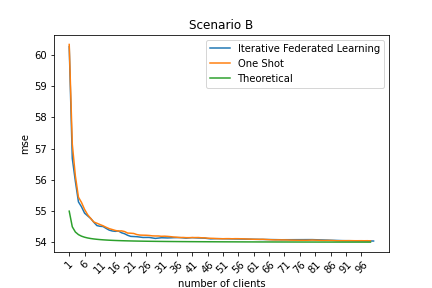 Scenario B
Iterative Federated Learning
One Shot
Theoretical
mse
60
59
58
57
56
55
54
1 6 11 16 21 26 31 36 41 46 51 56 61 66 71 76 81 86 91 96
number of clients